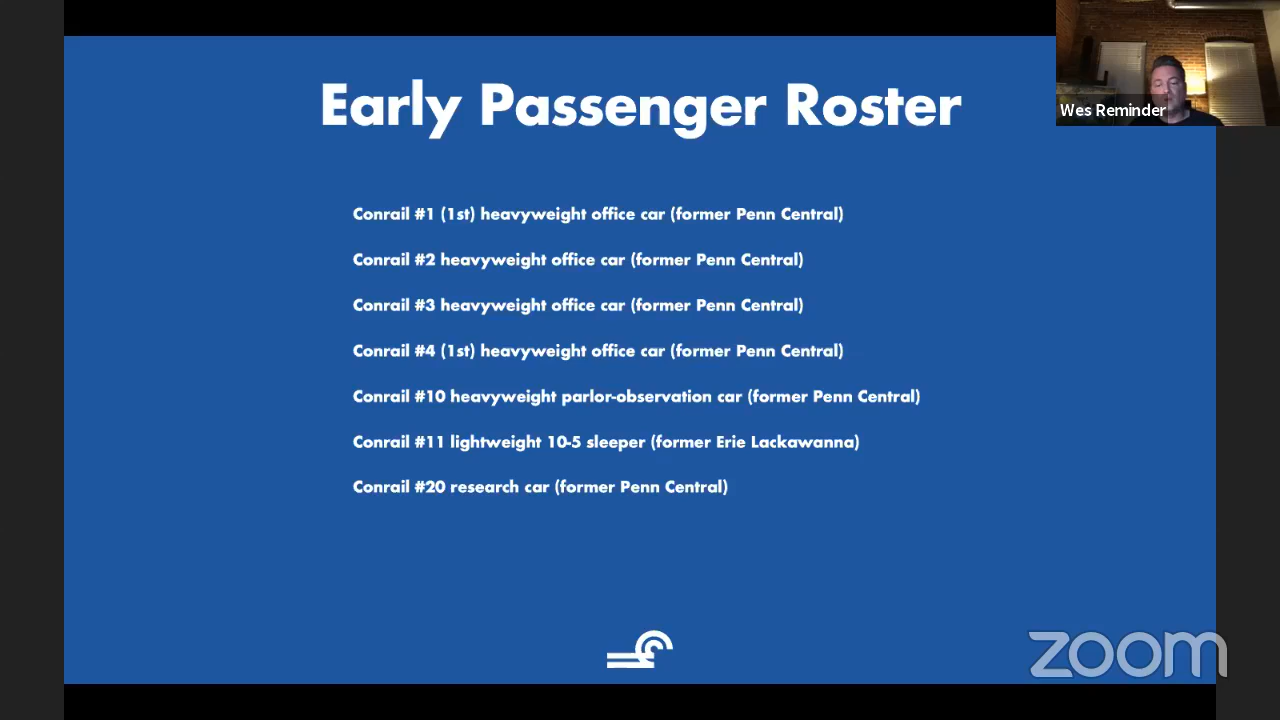 Early Passenger Roster
Wes Reminder
Conrail #1 (1st) heavyweight office car (former Penn Central)
Conrail #2 heavyweight office car (former Penn Central)
Conrail #3 heavyweight office car (former Penn Central)
Conrail #4 (1st) heavyweight office car (former Penn Central)
Conrail #10 heavyweight parlor-observation car (former Penn Central)
Conrail #11 lightweight 10-5 sleeper (former Erie Lackawanna)
Conrail #20 research car (former Penn Central)
zoom